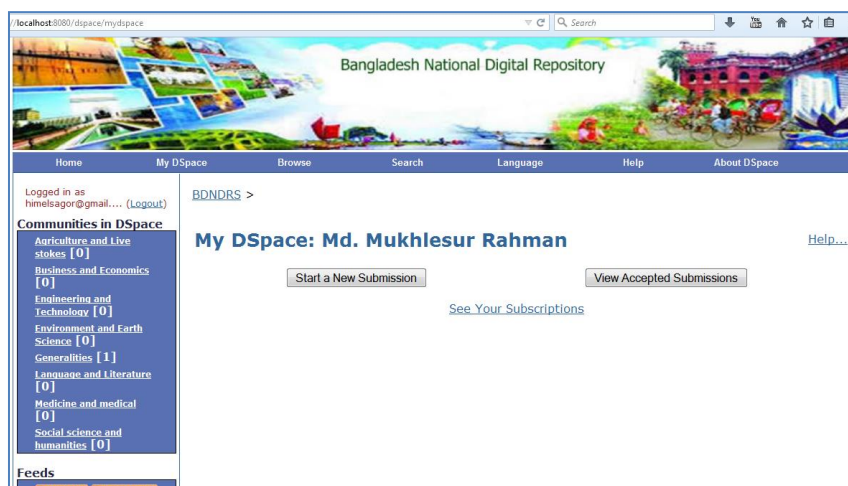 //localhost:8080/dspace/mydspace
Search
You
Bangladesh National Digital Repository
Home My DSpace Browse Search Language Help About DSpace
Logged in as
himelsagor@gmail.... (Logout)
Communities in DSpace
Agriculture and Live
stokes [0]
Business and Economics
[0]
Engineering and
Technology [0]
Environment and Earth
Science [0]
Generalities [1]
Language and Literature
[0]
Medicine and medical
[0]
Social science and
humanities [0]
Feeds
BDNDRS >
My DSpace: Md. Mukhlesur Rahman
Help...
Start a New Submission
View Accepted Submissions
See Your Subscriptions